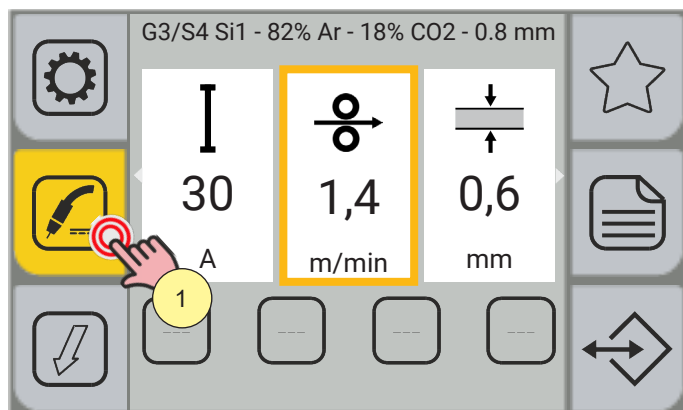 G3/S4 Si1 - 82% Ar - 18% CO2 - 0.8 mm
30 1,4 0,6
A m/min mm
1
--- --- --- ---